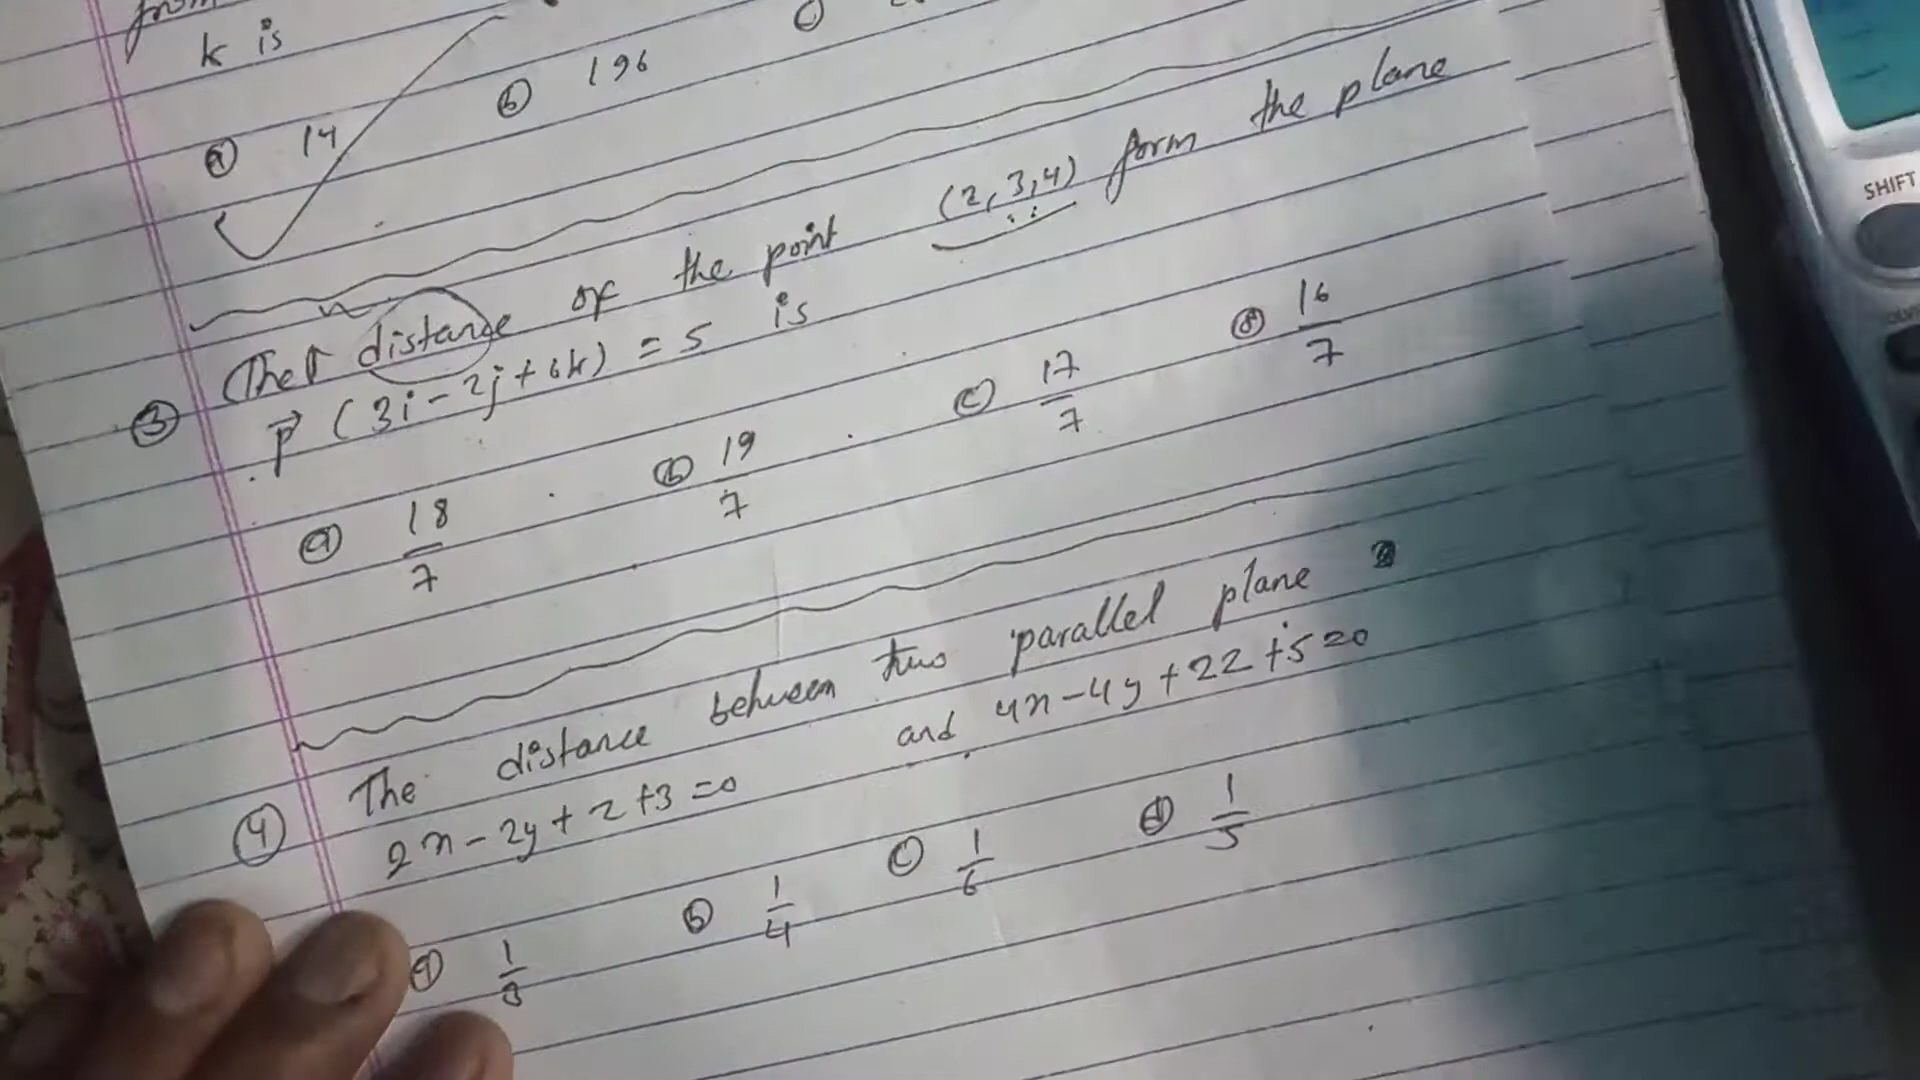 k is
(a) 14 (b) 196 (c)
(3) The distance of the point (2,3,4) form the plane
p⃗ (3i - 2j + 6k) = 5 is
(a) 18/7 (b) 19/7 (c) 17/7 (d) 16/7
(4) The distance between two parallel plane
2x - 2y + z + 3 = 0 and 4x - 4y + 2z + 5 = 0
(a) 1/3 (b) 1/4 (c) 1/6 (d) 1/5
SHIFT